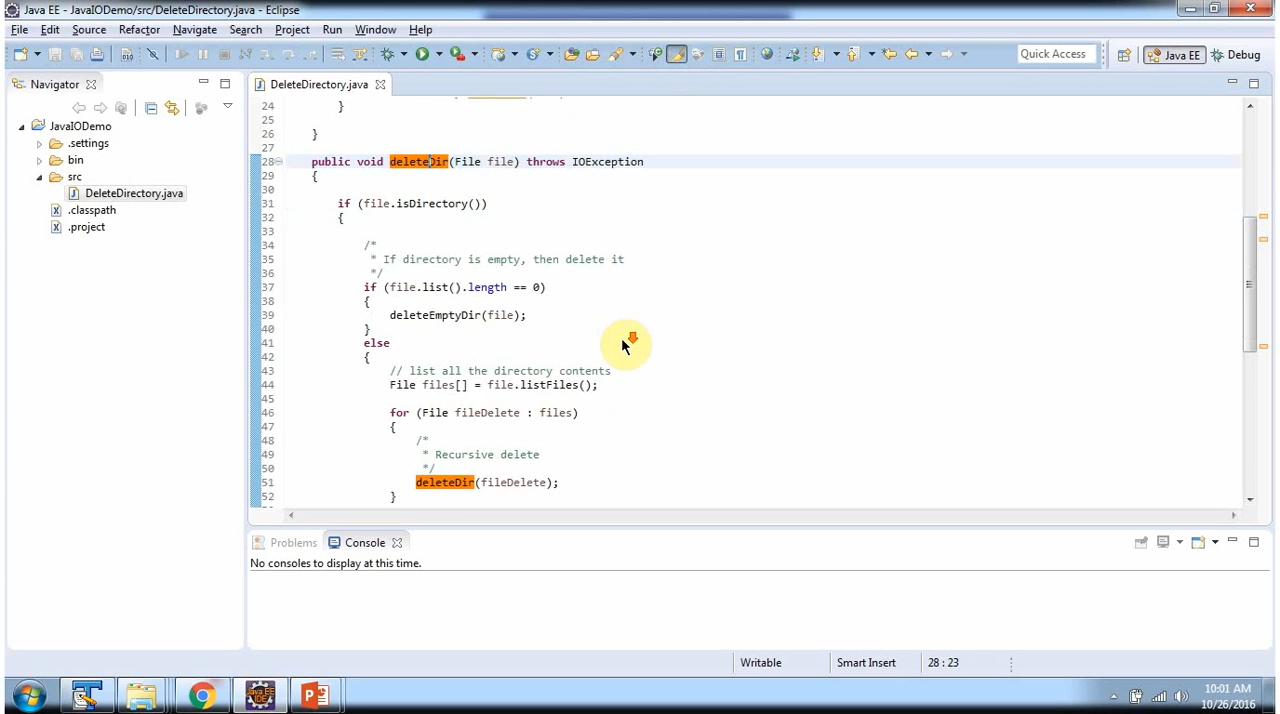 Java EE - JavaIODemo/src/DeleteDirectory.java - Eclipse
File Edit Source Refactor Navigate Search Project Run Window Help
Quick Access
Java EE
Debug
Navigator
DeleteDirectory.java
JavaIODemo
.settings
bin
src
DeleteDirectory.java
.classpath
.project
24 }
25
26 }
27
28 public void deleteDir(File file) throws IOException
29 {
30
31 if (file.isDirectory())
32 {
33
34 /*
35 * If directory is empty, then delete it
36 */
37 if (file.list().length == 0)
38 {
39 deleteEmptyDir(file);
40 }
41 else
42 {
43 // list all the directory contents
44 File files[] = file.listFiles();
45
46 for (File fileDelete : files)
47 {
48 /*
49 * Recursive delete
50 */
51 deleteDir(fileDelete);
52 }
Problems
Console
No consoles to display at this time.
Writable
Smart Insert
28 : 23
10:01 AM
10/26/2016